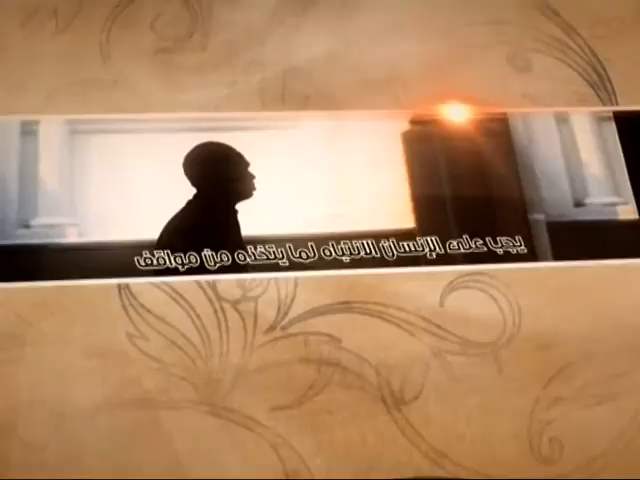 يجب على الإنسان الانتباه لما يتخذه من مواقف